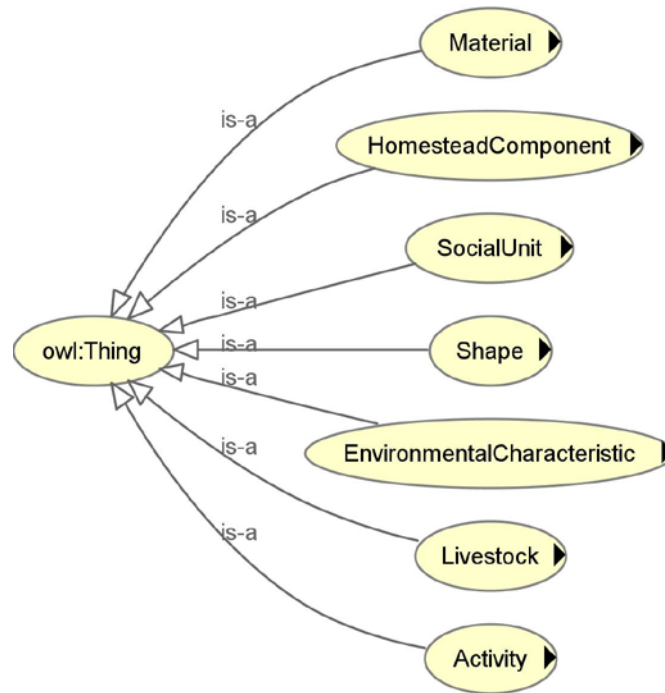 Material
is-a
HomesteadComponent
is-a
SocialUnit
is-a
owl:Thing
is-a
Shape
is-a
EnvironmentalCharacteristic
is-a
Livestock
is-a
Activity